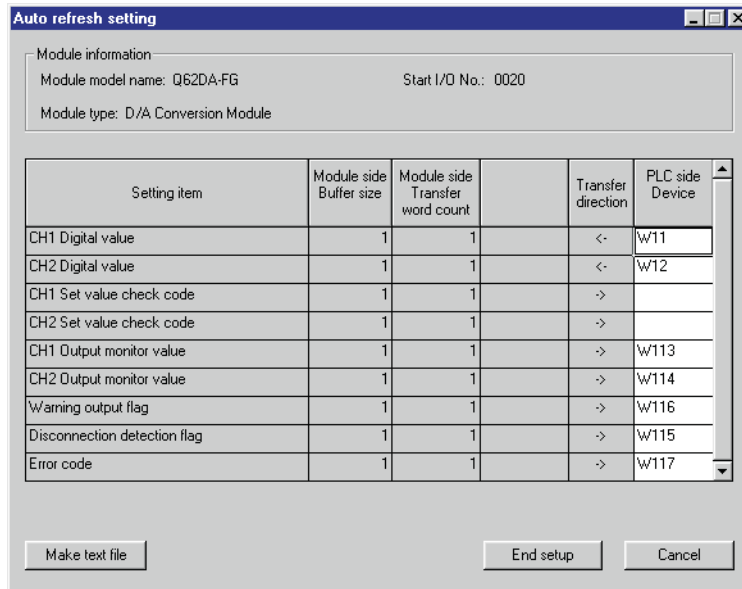 Auto refresh setting
Module information
Module model name: Q62DA-FG Start I/O No.: 0020
Module type: D/A Conversion Module
Setting item Module side Buffer size Module side Transfer word count Transfer direction PLC side Device
CH1 Digital value 1 1 <- W11
CH2 Digital value 1 1 <- W12
CH1 Set value check code 1 1 ->
CH2 Set value check code 1 1 ->
CH1 Output monitor value 1 1 -> W113
CH2 Output monitor value 1 1 -> W114
Warning output flag 1 1 -> W116
Disconnection detection flag 1 1 -> W115
Error code 1 1 -> W117
Make text file End setup Cancel